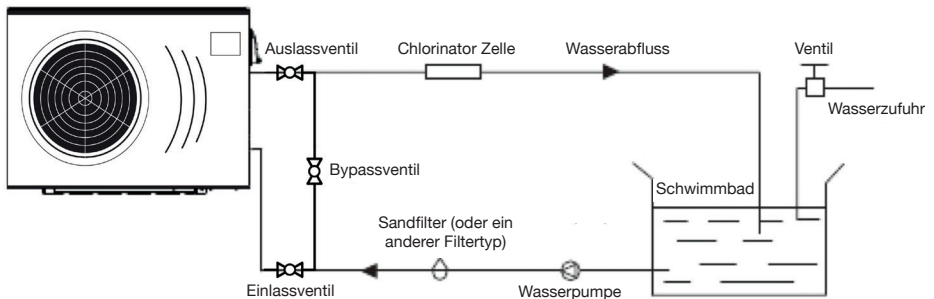 Auslassventil
Chlorinator Zelle
Wasserabfluss
Ventil
Wasserzufuhr
Bypassventil
Schwimmbad
Sandfilter (oder ein
anderer Filtertyp)
Einlassventil
Wasserpumpe